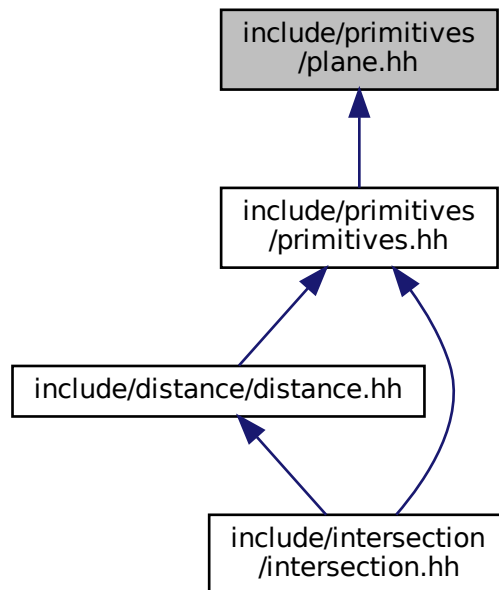 include/primitives
/plane.hh
include/primitives
/primitives.hh
include/distance/distance.hh
include/intersection
/intersection.hh